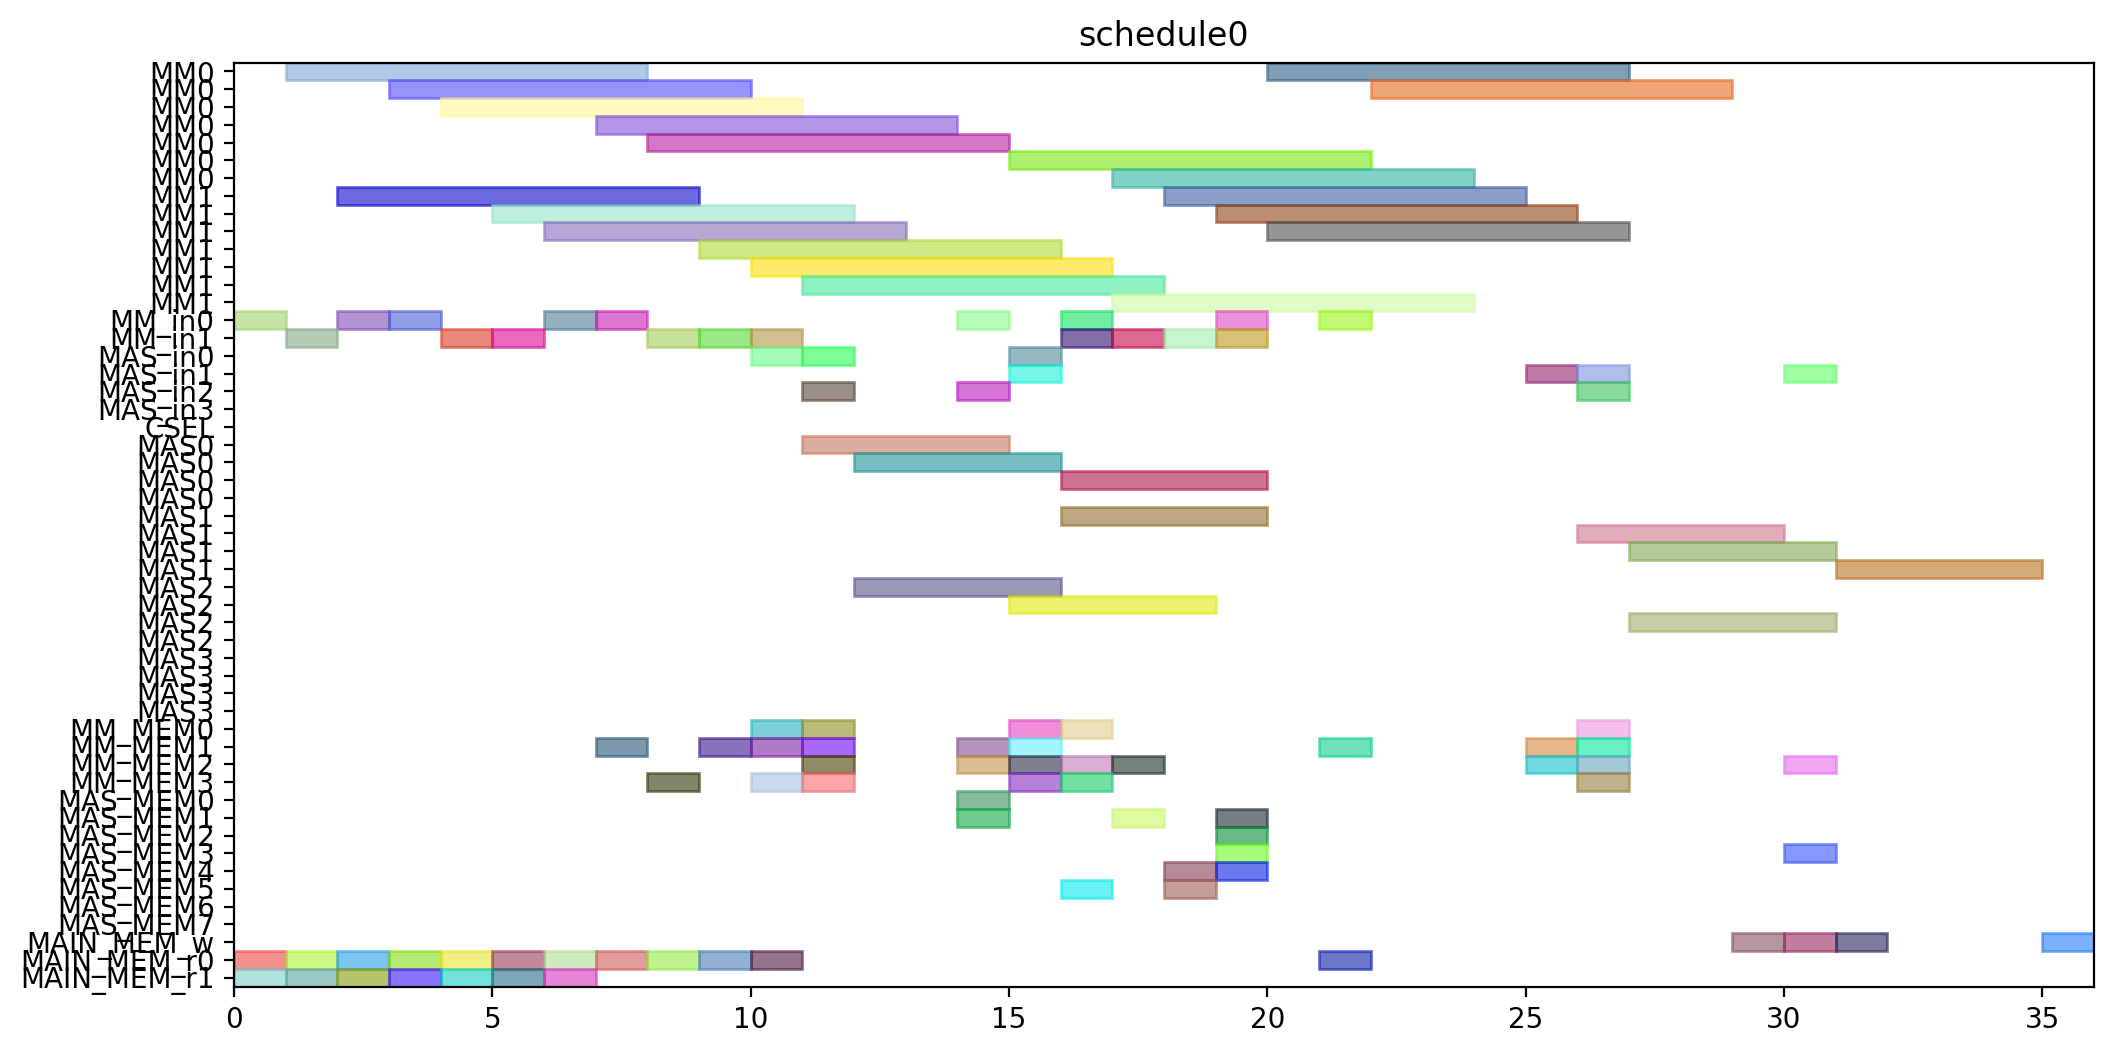 schedule0
MM0
MM0
MM0
MM0
MM0
MM0
MM0
MM1
MM1
MM1
MM1
MM1
MM1
MM1
MM_in0
MM_in1
MAS_in0
MAS_in1
MAS_in2
MAS_in3
CSEL
MAS0
MAS0
MAS0
MAS0
MAS1
MAS1
MAS1
MAS1
MAS2
MAS2
MAS2
MAS2
MAS3
MAS3
MAS3
MAS3
MM_MEM0
MM_MEM1
MM_MEM2
MM_MEM3
MAS_MEM0
MAS_MEM1
MAS_MEM2
MAS_MEM3
MAS_MEM4
MAS_MEM5
MAS_MEM6
MAS_MEM7
MAIN_MEM_w
MAIN_MEM_r0
MAIN_MEM_r1
0 5 10 15 20 25 30 35